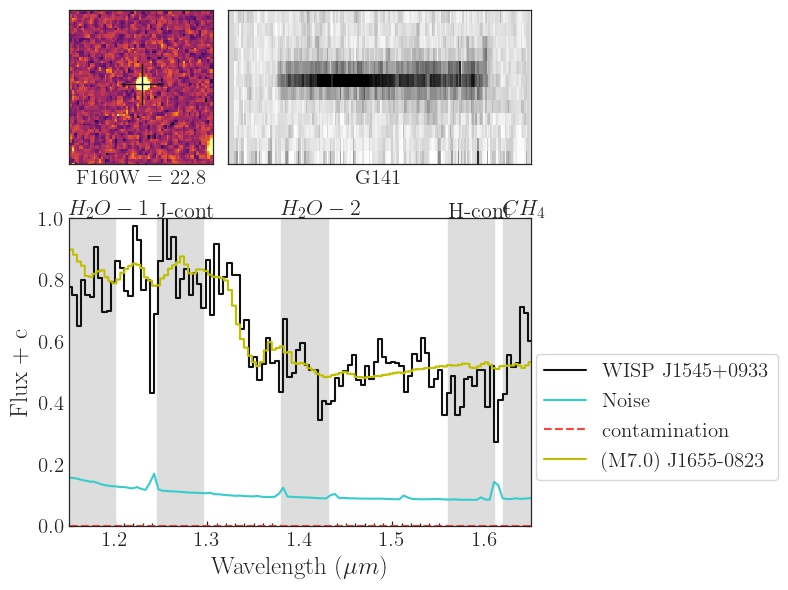 F160W = 22.8
G141
H₂O − 1 J-cont H₂O − 2 H-cont CH₄
1.0
0.8
0.6
0.4
0.2
0.0
Flux + c
1.2 1.3 1.4 1.5 1.6
Wavelength (μm)
WISP J1545+0933
Noise
contamination
(M7.0) J1655-0823